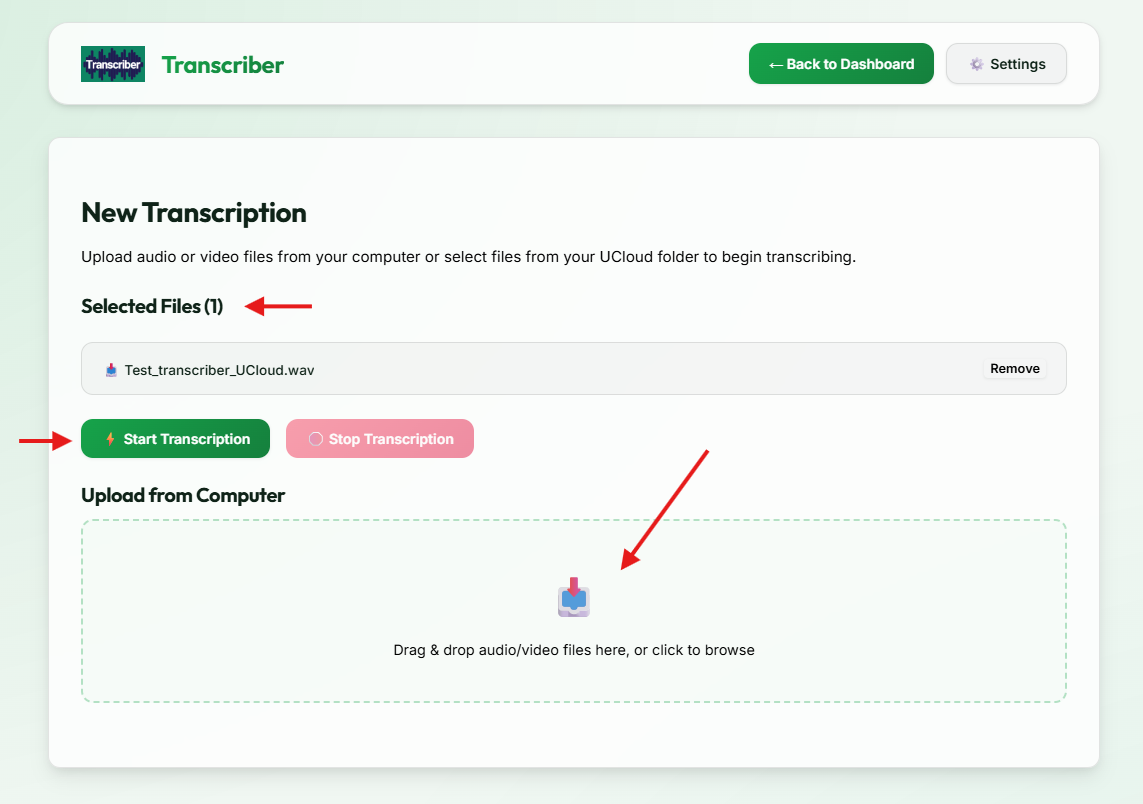 Transcriber
Transcriber
← Back to Dashboard
Settings
New Transcription
Upload audio or video files from your computer or select files from your UCloud folder to begin transcribing.
Selected Files (1)
Test_transcriber_UCloud.wav
Remove
Start Transcription
Stop Transcription
Upload from Computer
Drag & drop audio/video files here, or click to browse